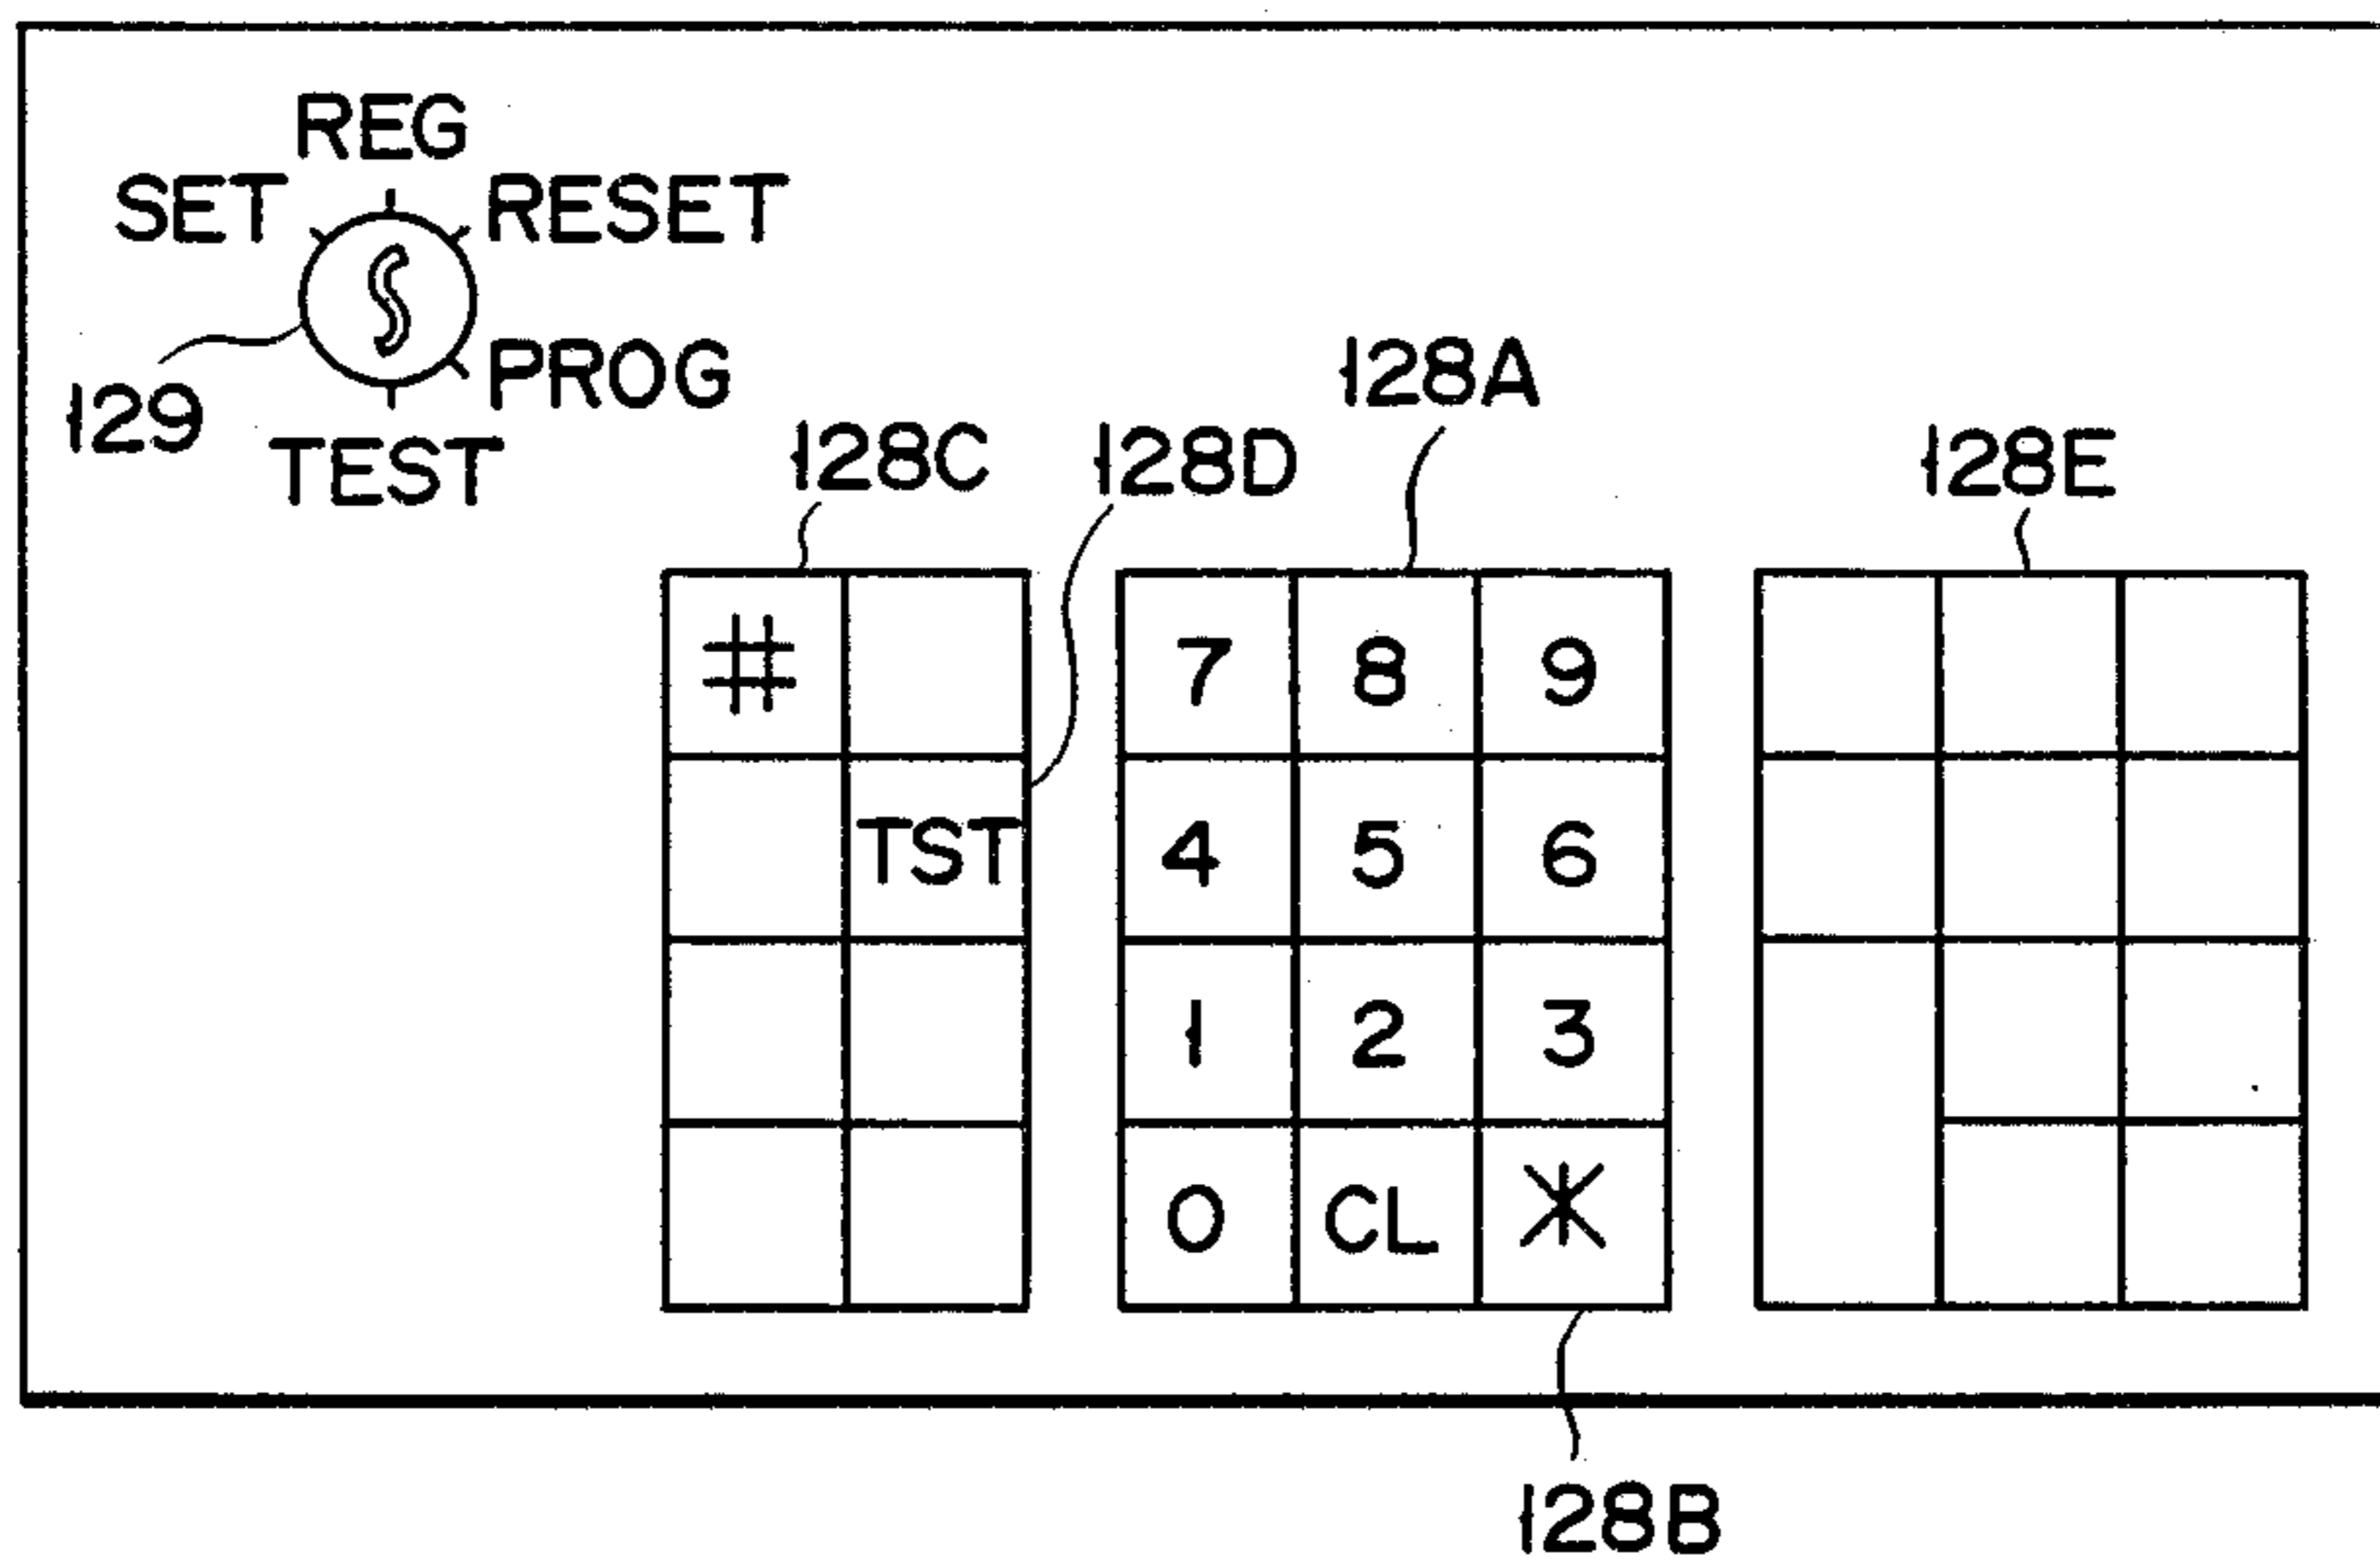 REG
SET RESET
PROG
129
TEST
128A
128C 128D 128E
# 7 8 9
TST 4 5 6
1 2 3
0 CL *
128B